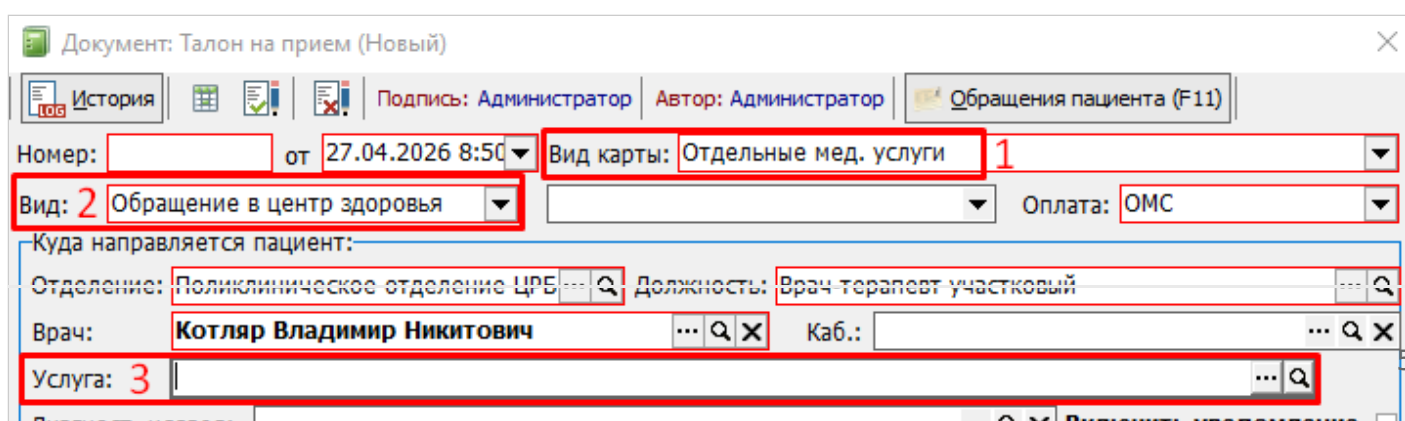 Документ: Талон на прием (Новый)
LOG История Подпись: Администратор Автор: Администратор Обращения пациента (F11)
Номер: от 27.04.2026 8:50 Вид карты: Отдельные мед. услуги 1
Вид: 2 Обращение в центр здоровья Оплата: ОМС
Куда направляется пациент:
Отделение: Поликлиническое отделение ЦРБ ... Должность: Врач терапевт участковый ...
Врач: Котляр Владимир Никитович ... Каб.: ...
Услуга: 3 ...